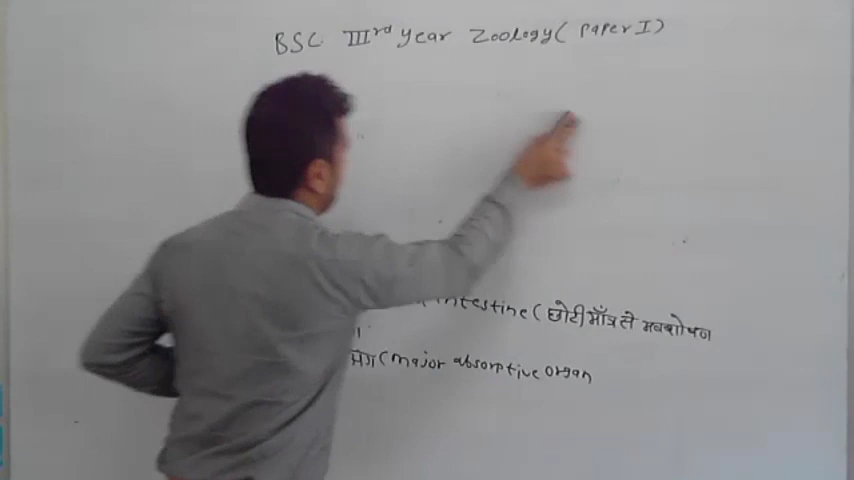 BSC IIIrd year Zoology( Paper I)
intestine (छोटी आँत्र से अवशोषण
अंग (major absorptive organ